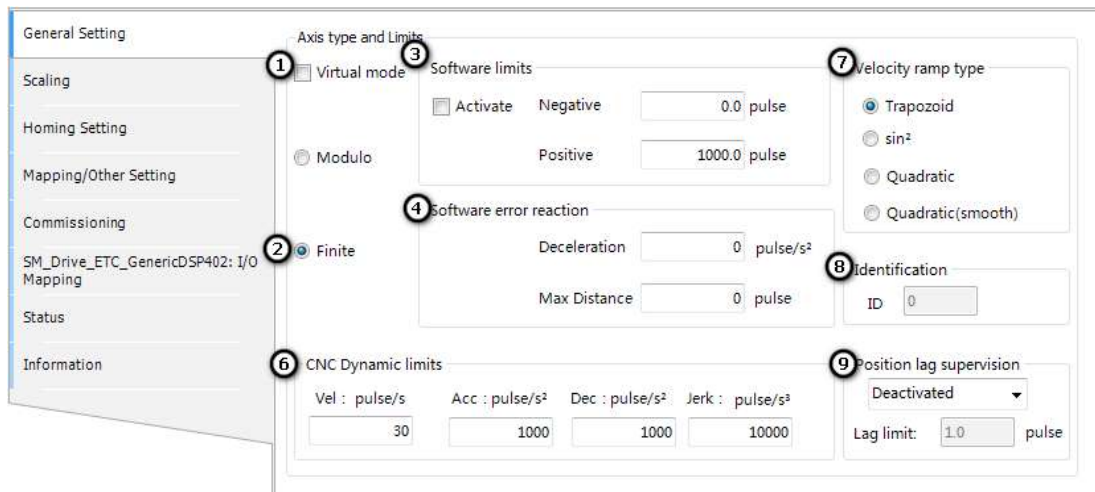 General Setting
Scaling
Homing Setting
Mapping/Other Setting
Commissioning
SM_Drive_ETC_GenericDSP402: I/O
Mapping
Status
Information
Axis type and Limits
1 Virtual mode
Modulo
2 Finite
3 Software limits
Activate Negative 0.0 pulse
Positive 1000.0 pulse
4 Software error reaction
Deceleration 0 pulse/s²
Max Distance 0 pulse
6 CNC Dynamic limits
Vel : pulse/s Acc : pulse/s² Dec : pulse/s² Jerk : pulse/s³
30 1000 1000 10000
7 Velocity ramp type
Trapozoid
sin²
Quadratic
Quadratic(smooth)
8 Identification
ID 0
9 Position lag supervision
Deactivated
Lag limit: 1.0 pulse